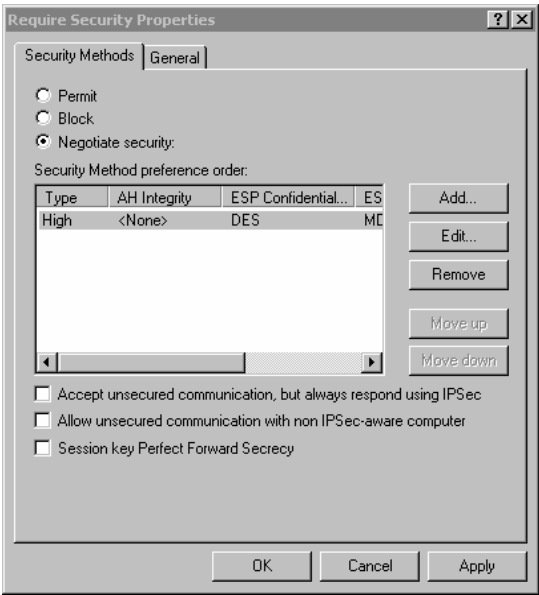 Require Security Properties
Security Methods General
Permit
Block
Negotiate security:
Security Method preference order:
Type AH Integrity ESP Confidential... ES
High <None> DES MD
Add...
Edit...
Remove
Move up
Move down
Accept unsecured communication, but always respond using IPSec
Allow unsecured communication with non IPSec-aware computer
Session key Perfect Forward Secrecy
OK Cancel Apply